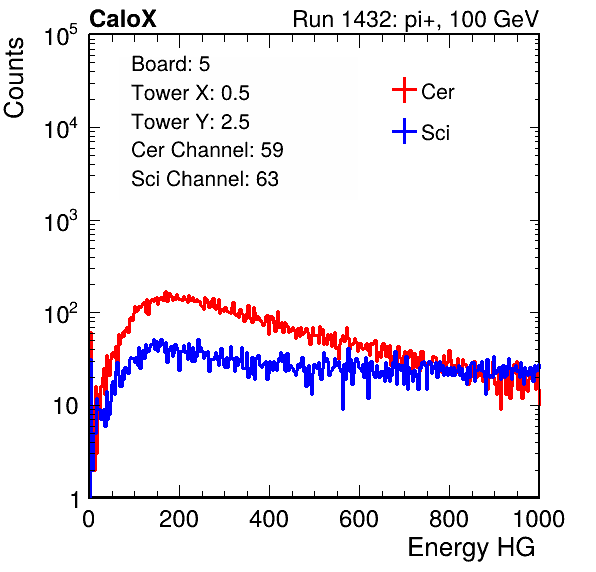 CaloX Run 1432: pi+, 100 GeV
Counts
Board: 5
Tower X: 0.5
Tower Y: 2.5
Cer Channel: 59
Sci Channel: 63
Cer
Sci
10^5
10^4
10^3
10^2
10
1
0 200 400 600 800 1000
Energy HG